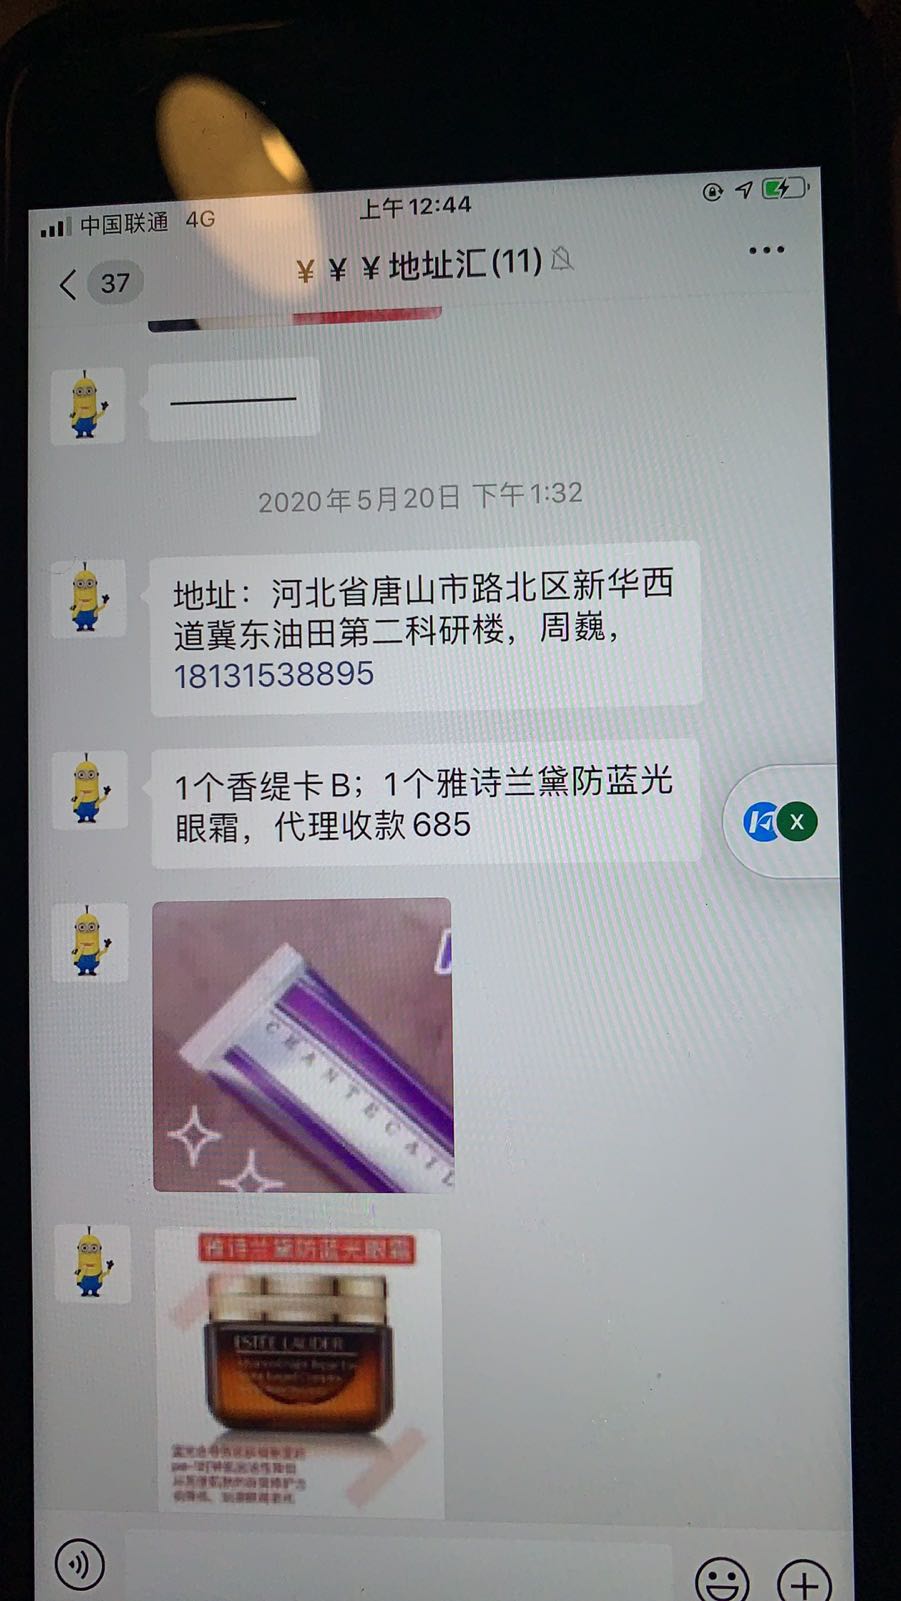 中国联通 4G
上午12:44
37
¥ ¥ ¥地址汇(11)
2020年5月20日 下午1:32
地址：河北省唐山市路北区新华西
道冀东油田第二科研楼，周巍，
18131538895
1个香缇卡B；1个雅诗兰黛防蓝光
眼霜，代理收款685
X
CHANTECAIL
雅诗兰黛防蓝光眼霜
ESTEE LAUDER